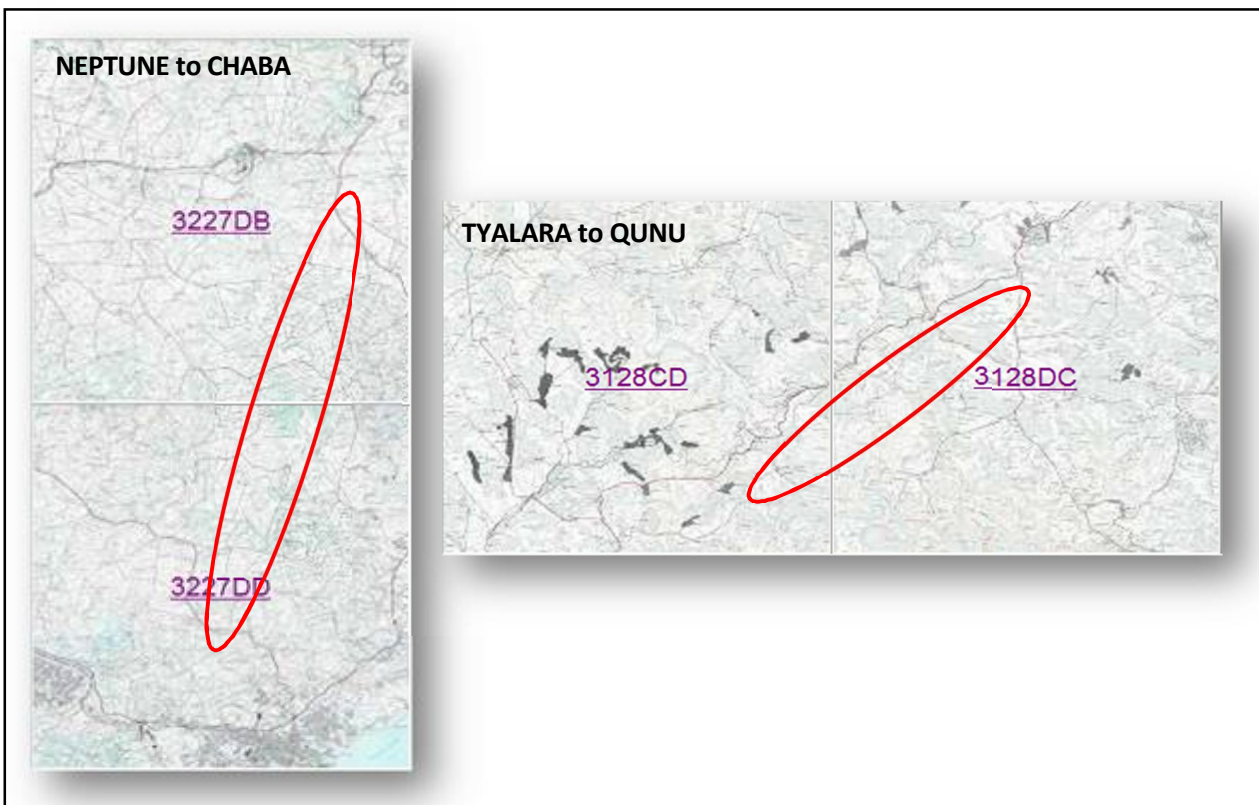 NEPTUNE to CHABA
3227DB
3227DD
TYALARA to QUNU
3128CD
3128DC